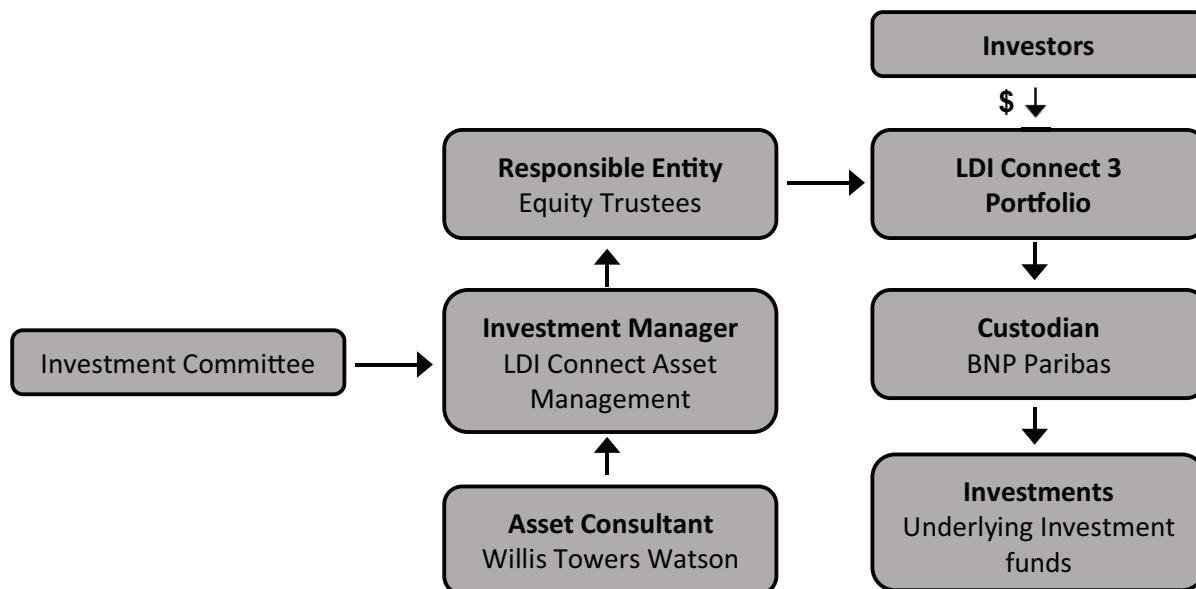 Investors
$
Responsible Entity
Equity Trustees
LDI Connect 3
Portfolio
Investment Committee
Investment Manager
LDI Connect Asset
Management
Custodian
BNP Paribas
Asset Consultant
Willis Towers Watson
Investments
Underlying Investment
funds